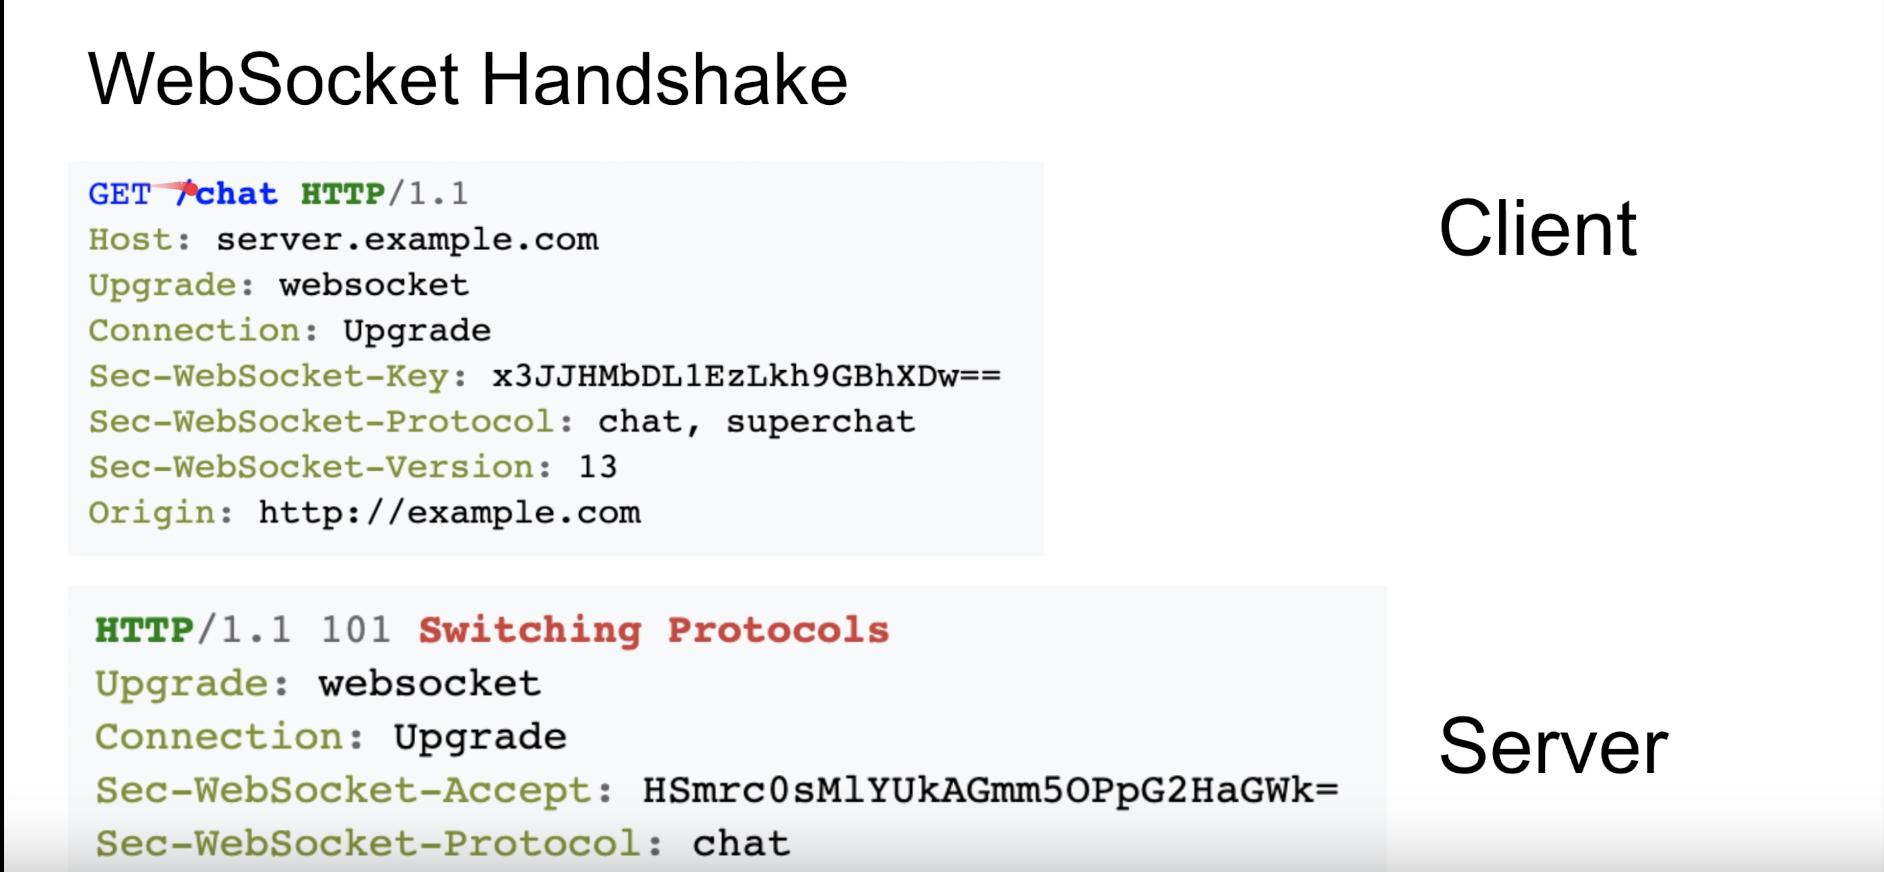 WebSocket Handshake
GET /chat HTTP/1.1
Host: server.example.com
Upgrade: websocket
Connection: Upgrade
Sec-WebSocket-Key: x3JJHMbDL1EzLkh9GBhXDw==
Sec-WebSocket-Protocol: chat, superchat
Sec-WebSocket-Version: 13
Origin: http://example.com
Client
HTTP/1.1 101 Switching Protocols
Upgrade: websocket
Connection: Upgrade
Sec-WebSocket-Accept: HSmrc0sMlYUkAGmm5OPpG2HaGWk=
Sec-WebSocket-Protocol: chat
Server